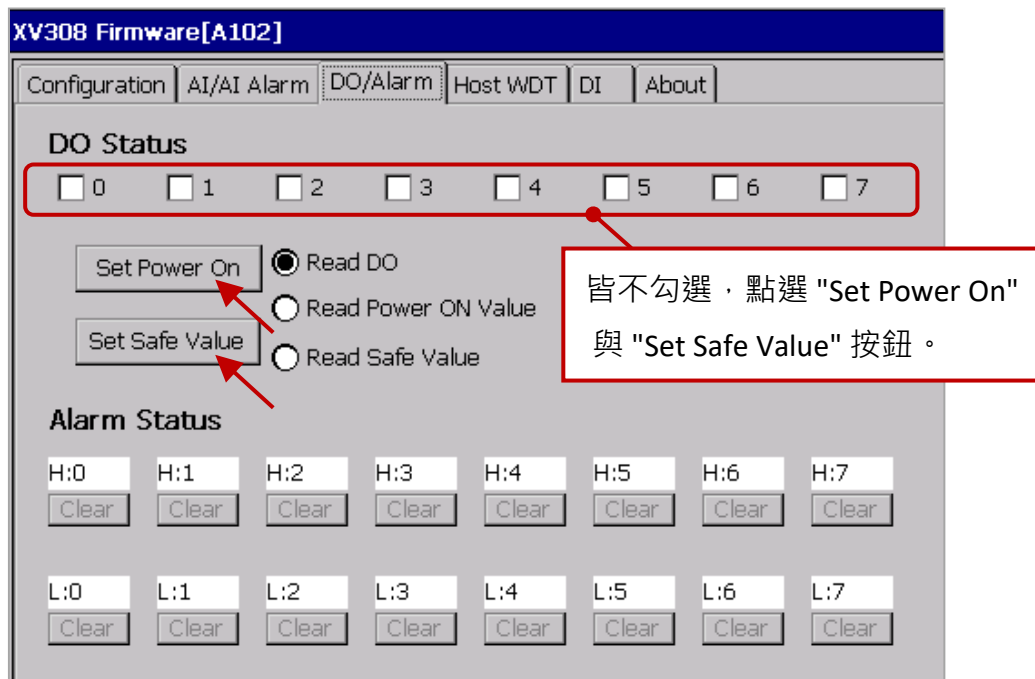 XV308 Firmware[A102]
Configuration AI/AI Alarm DO/Alarm Host WDT DI About
DO Status
0 1 2 3 4 5 6 7
Set Power On
Read DO
Read Power ON Value
Set Safe Value
Read Safe Value
皆不勾選，點選 "Set Power On"
與 "Set Safe Value" 按鈕。
Alarm Status
H:0 H:1 H:2 H:3 H:4 H:5 H:6 H:7
Clear Clear Clear Clear Clear Clear Clear Clear
L:0 L:1 L:2 L:3 L:4 L:5 L:6 L:7
Clear Clear Clear Clear Clear Clear Clear Clear